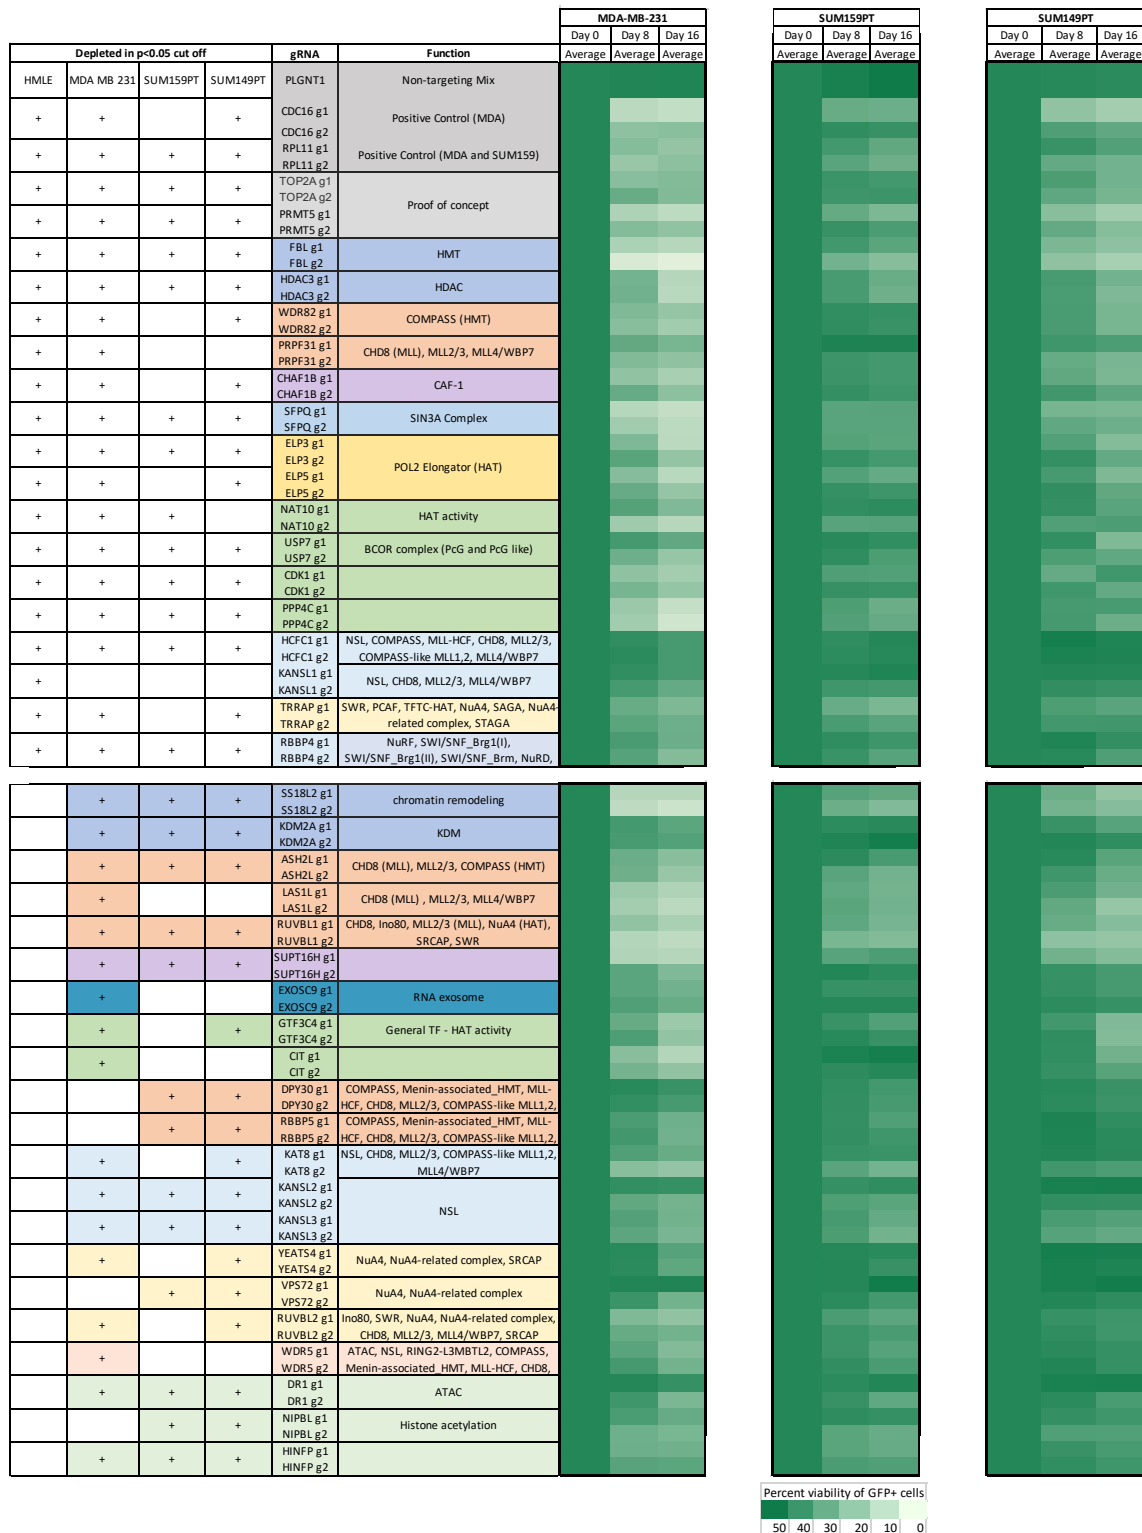 MDA-MB-231 SUM159PT SUM149PT
Day 0 Day 8 Day 16 Day 0 Day 8 Day 16 Day 0 Day 8 Day 16
Depleted in p<0.05 cut off gRNA Function Average Average Average Average Average Average Average Average Average
HMLE MDA MB 231 SUM159PT SUM149PT PLGNT1 Non-targeting Mix
CDC16 g1
+ + + Positive Control (MDA)
CDC16 g2
RPL11 g1
+ + + + Positive Control (MDA and SUM159)
RPL11 g2
TOP2A g1
+ + + +
TOP2A g2
Proof of concept
PRMT5 g1
+ + + +
PRMT5 g2
FBL g1
+ + + + HMT
FBL g2
HDAC3 g1
+ + + + HDAC
HDAC3 g2
WDR82 g1
+ + + COMPASS (HMT)
WDR82 g2
PRPF31 g1
+ + CHD8 (MLL), MLL2/3, MLL4/WBP7
PRPF31 g2
CHAF1B g1
+ + + CAF-1
CHAF1B g2
SFPQ g1
+ + + + SIN3A Complex
SFPQ g2
ELP3 g1
+ + + +
ELP3 g2
POL2 Elongator (HAT)
ELP5 g1
+ + +
ELP5 g2
NAT10 g1
+ + + HAT activity
NAT10 g2
USP7 g1
+ + + + BCOR complex (PcG and PcG like)
USP7 g2
CDK1 g1
+ + + +
CDK1 g2
PPP4C g1
+ + + +
PPP4C g2
HCFC1 g1 NSL, COMPASS, MLL-HCF, CHD8, MLL2/3,
+ + + +
HCFC1 g2 COMPASS-like MLL1,2, MLL4/WBP7
KANSL1 g1
+ NSL, CHD8, MLL2/3, MLL4/WBP7
KANSL1 g2
TRRAP g1 SWR, PCAF, TFTC-HAT, NuA4, SAGA, NuA4-
+ + +
TRRAP g2 related complex, STAGA
RBBP4 g1 NuRF, SWI/SNF_Brg1(I),
+ + + +
RBBP4 g2 SWI/SNF_Brg1(II), SWI/SNF_Brm, NuRD,
SS18L2 g1
+ + + chromatin remodeling
SS18L2 g2
KDM2A g1
+ + + KDM
KDM2A g2
ASH2L g1
+ + + CHD8 (MLL), MLL2/3, COMPASS (HMT)
ASH2L g2
LAS1L g1
+ CHD8 (MLL) , MLL2/3, MLL4/WBP7
LAS1L g2
RUVBL1 g1 CHD8, Ino80, MLL2/3 (MLL), NuA4 (HAT),
+ + +
RUVBL1 g2 SRCAP, SWR
SUPT16H g1
+ + +
SUPT16H g2
EXOSC9 g1
+ RNA exosome
EXOSC9 g2
GTF3C4 g1
+ + General TF - HAT activity
GTF3C4 g2
CIT g1
+
CIT g2
DPY30 g1 COMPASS, Menin-associated_HMT, MLL-
+ +
DPY30 g2 HCF, CHD8, MLL2/3, COMPASS-like MLL1,2,
RBBP5 g1 COMPASS, Menin-associated_HMT, MLL-
+ +
RBBP5 g2 HCF, CHD8, MLL2/3, COMPASS-like MLL1,2,
KAT8 g1 NSL, CHD8, MLL2/3, COMPASS-like MLL1,2,
+ +
KAT8 g2 MLL4/WBP7
KANSL2 g1
+ + +
KANSL2 g2
NSL
KANSL3 g1
+ + +
KANSL3 g2
YEATS4 g1
+ + NuA4, NuA4-related complex, SRCAP
YEATS4 g2
VPS72 g1
+ + NuA4, NuA4-related complex
VPS72 g2
RUVBL2 g1 Ino80, SWR, NuA4, NuA4-related complex,
+ +
RUVBL2 g2 CHD8, MLL2/3, MLL4/WBP7, SRCAP
WDR5 g1 ATAC, NSL, RING2-L3MBTL2, COMPASS,
+
WDR5 g2 Menin-associated_HMT, MLL-HCF, CHD8,
DR1 g1
+ + + ATAC
DR1 g2
NIPBL g1
+ + Histone acetylation
NIPBL g2
HINFP g1
+ + +
HINFP g2
Percent viability of GFP+ cells
50 40 30 20 10 0